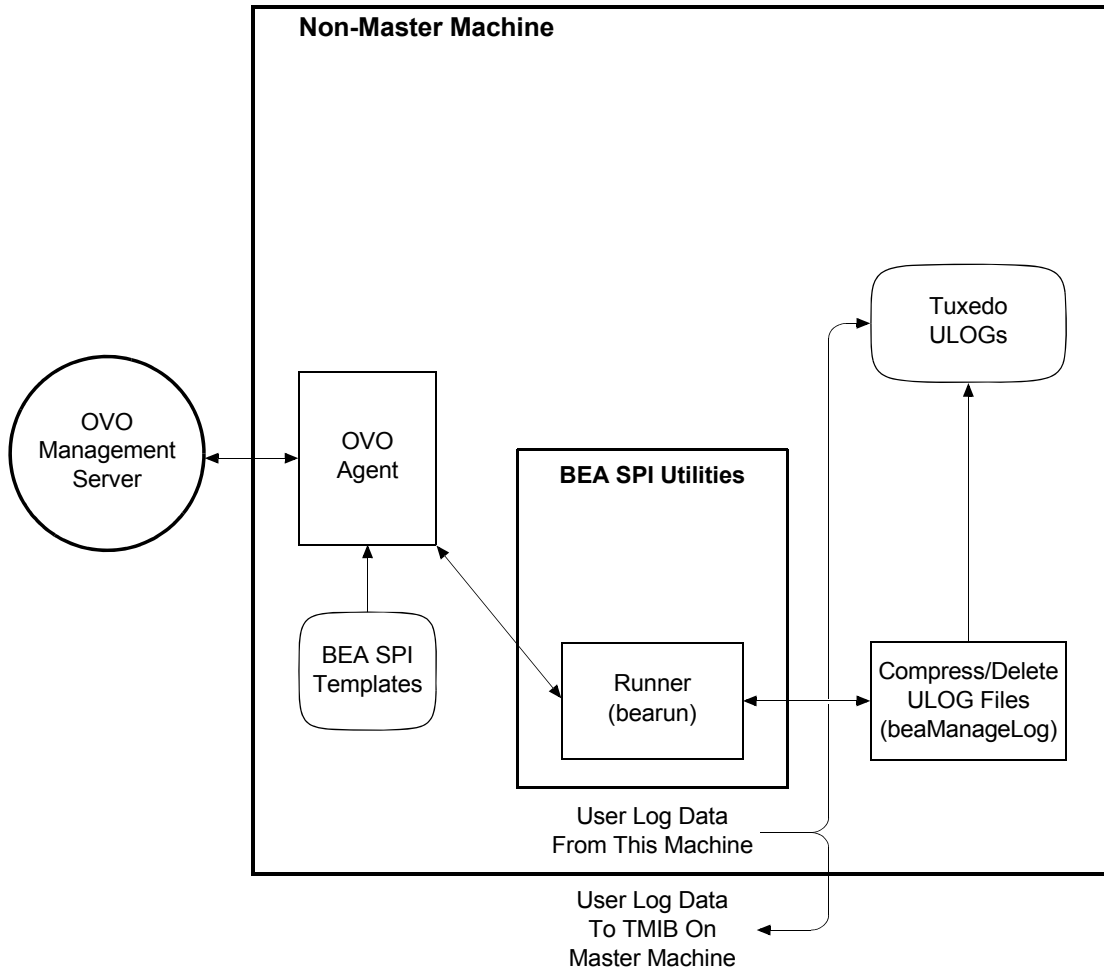 Non-Master Machine
Tuxedo
ULOGs
OVO
Management
Server
OVO
Agent
BEA SPI Utilities
BEA SPI
Templates
Runner
(bearun)
Compress/Delete
ULOG Files
(beaManageLog)
User Log Data
From This Machine
User Log Data
To TMIB On
Master Machine